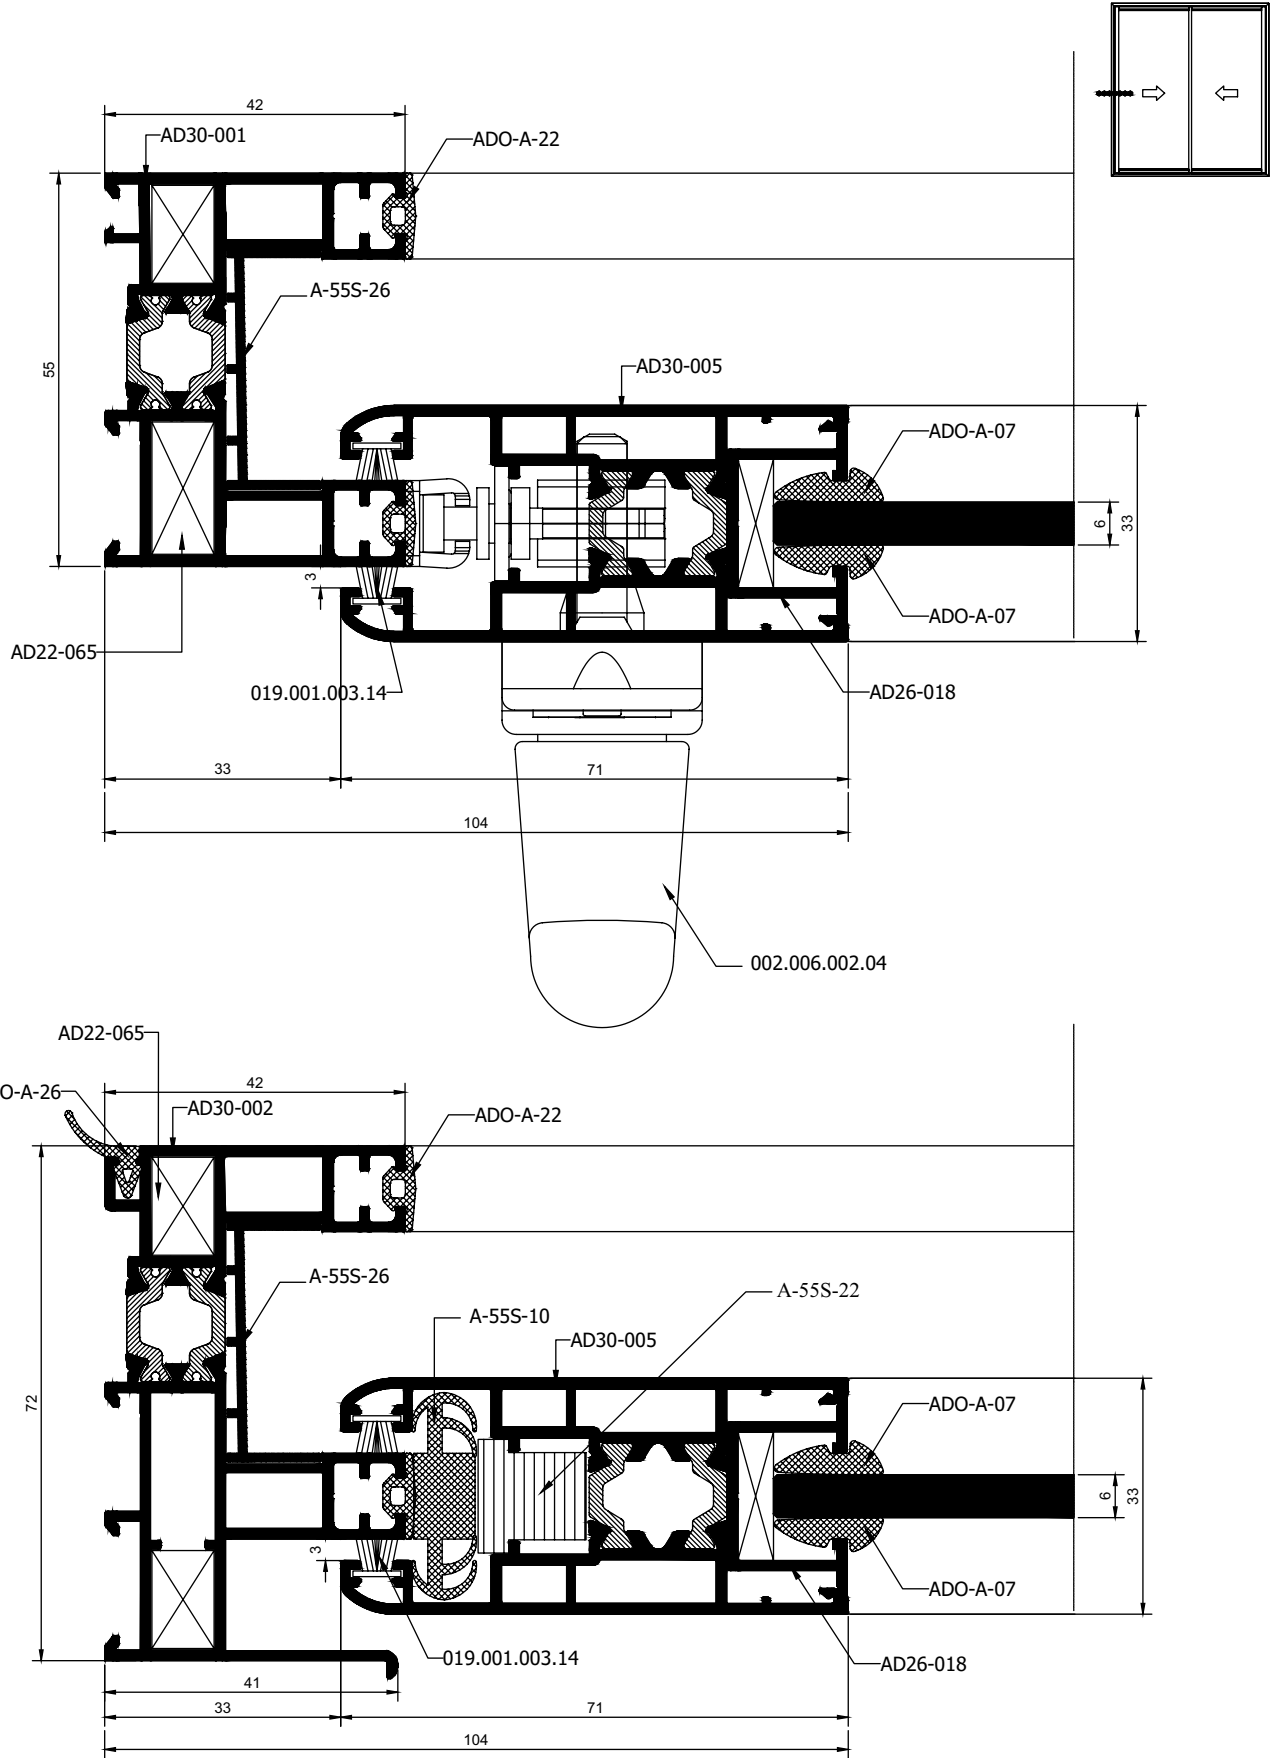 42
AD30-001
ADO-A-22
A-55S-26
55
AD30-005
ADO-A-07
6
33
3
ADO-A-07
AD22-065
019.001.003.14
AD26-018
33
71
104
002.006.002.04
AD22-065
O-A-26
42
AD30-002
ADO-A-22
A-55S-26
A-55S-22
A-55S-10
AD30-005
72
ADO-A-07
6
33
3
ADO-A-07
019.001.003.14
AD26-018
41
33
71
104